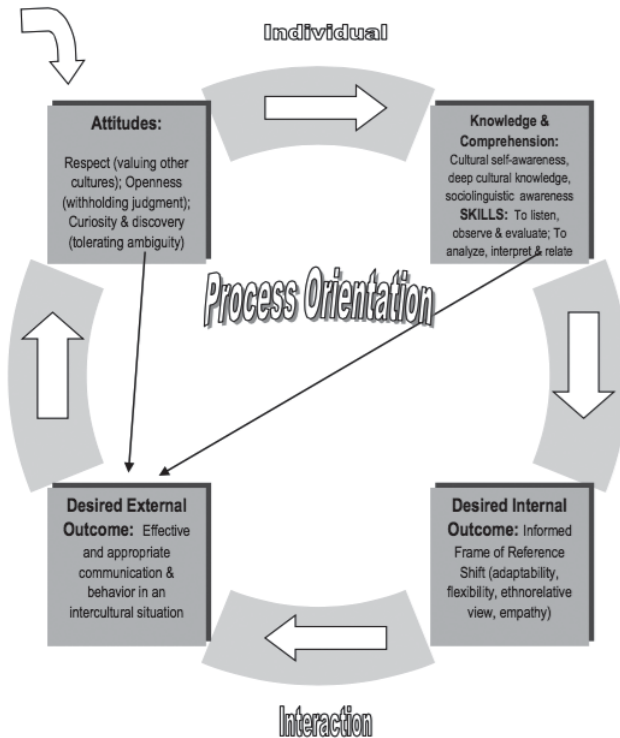 Individual
Attitudes:
Respect (valuing other
cultures); Openness
(withholding judgment);
Curiosity & discovery
(tolerating ambiguity)
Knowledge &
Comprehension:
Cultural self-awareness,
deep cultural knowledge,
sociolinguistic awareness
SKILLS: To listen,
observe & evaluate; To
analyze, interpret & relate
Process Orientation
Desired External
Outcome: Effective
and appropriate
communication &
behavior in an
intercultural situation
Desired Internal
Outcome: Informed
Frame of Reference
Shift (adaptability,
flexibility, ethnorelative
view, empathy)
Interaction